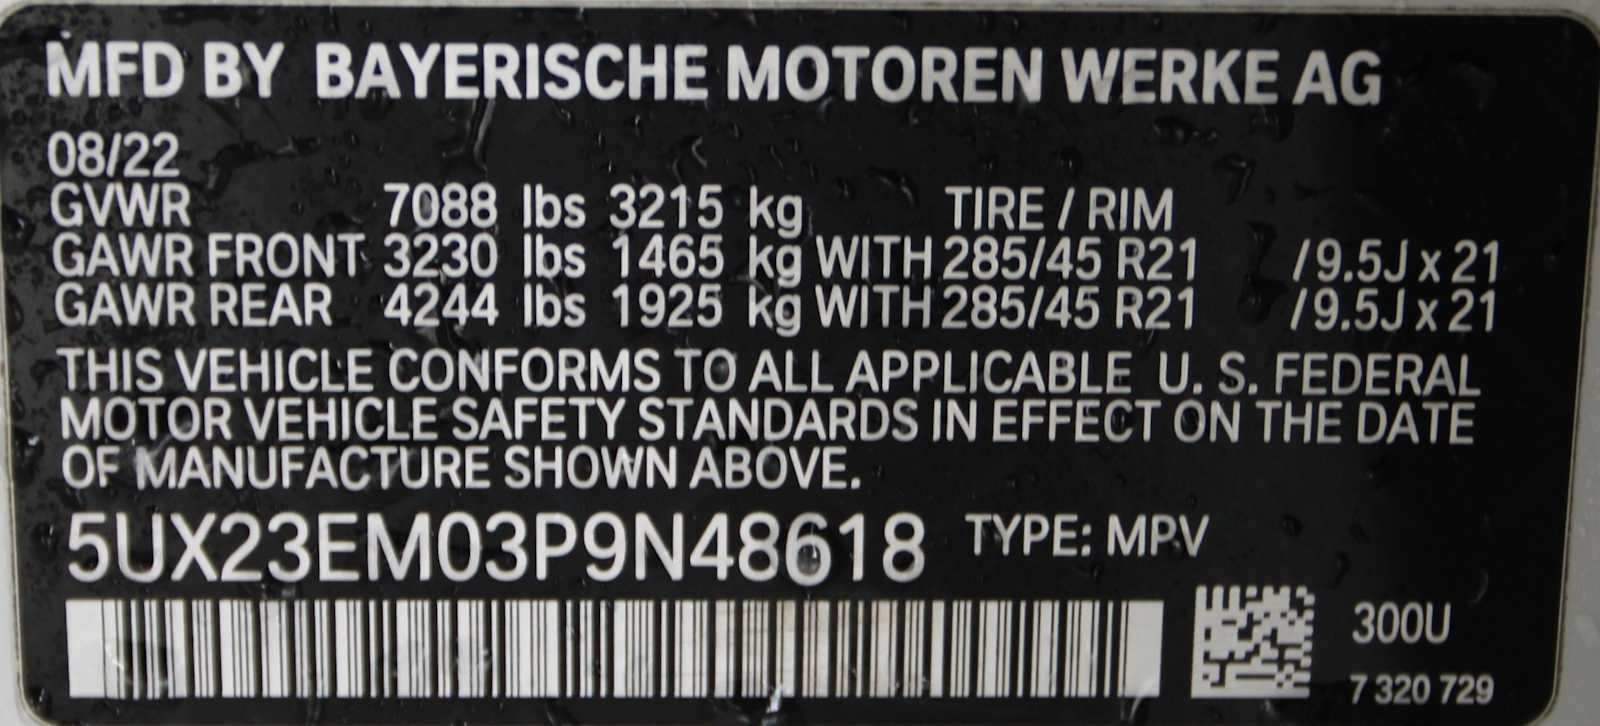 MFD BY BAYERISCHE MOTOREN WERKE AG
08/22
GVWR 7088 lbs 3215 kg TIRE / RIM
GAWR FRONT 3230 lbs 1465 kg WITH 285/45 R21 /9.5J x 21
GAWR REAR 4244 lbs 1925 kg WITH 285/45 R21 /9.5J x 21
THIS VEHICLE CONFORMS TO ALL APPLICABLE U. S. FEDERAL
MOTOR VEHICLE SAFETY STANDARDS IN EFFECT ON THE DATE
OF MANUFACTURE SHOWN ABOVE.
5UX23EM03P9N48618 TYPE: MPV
300U
7 320 729